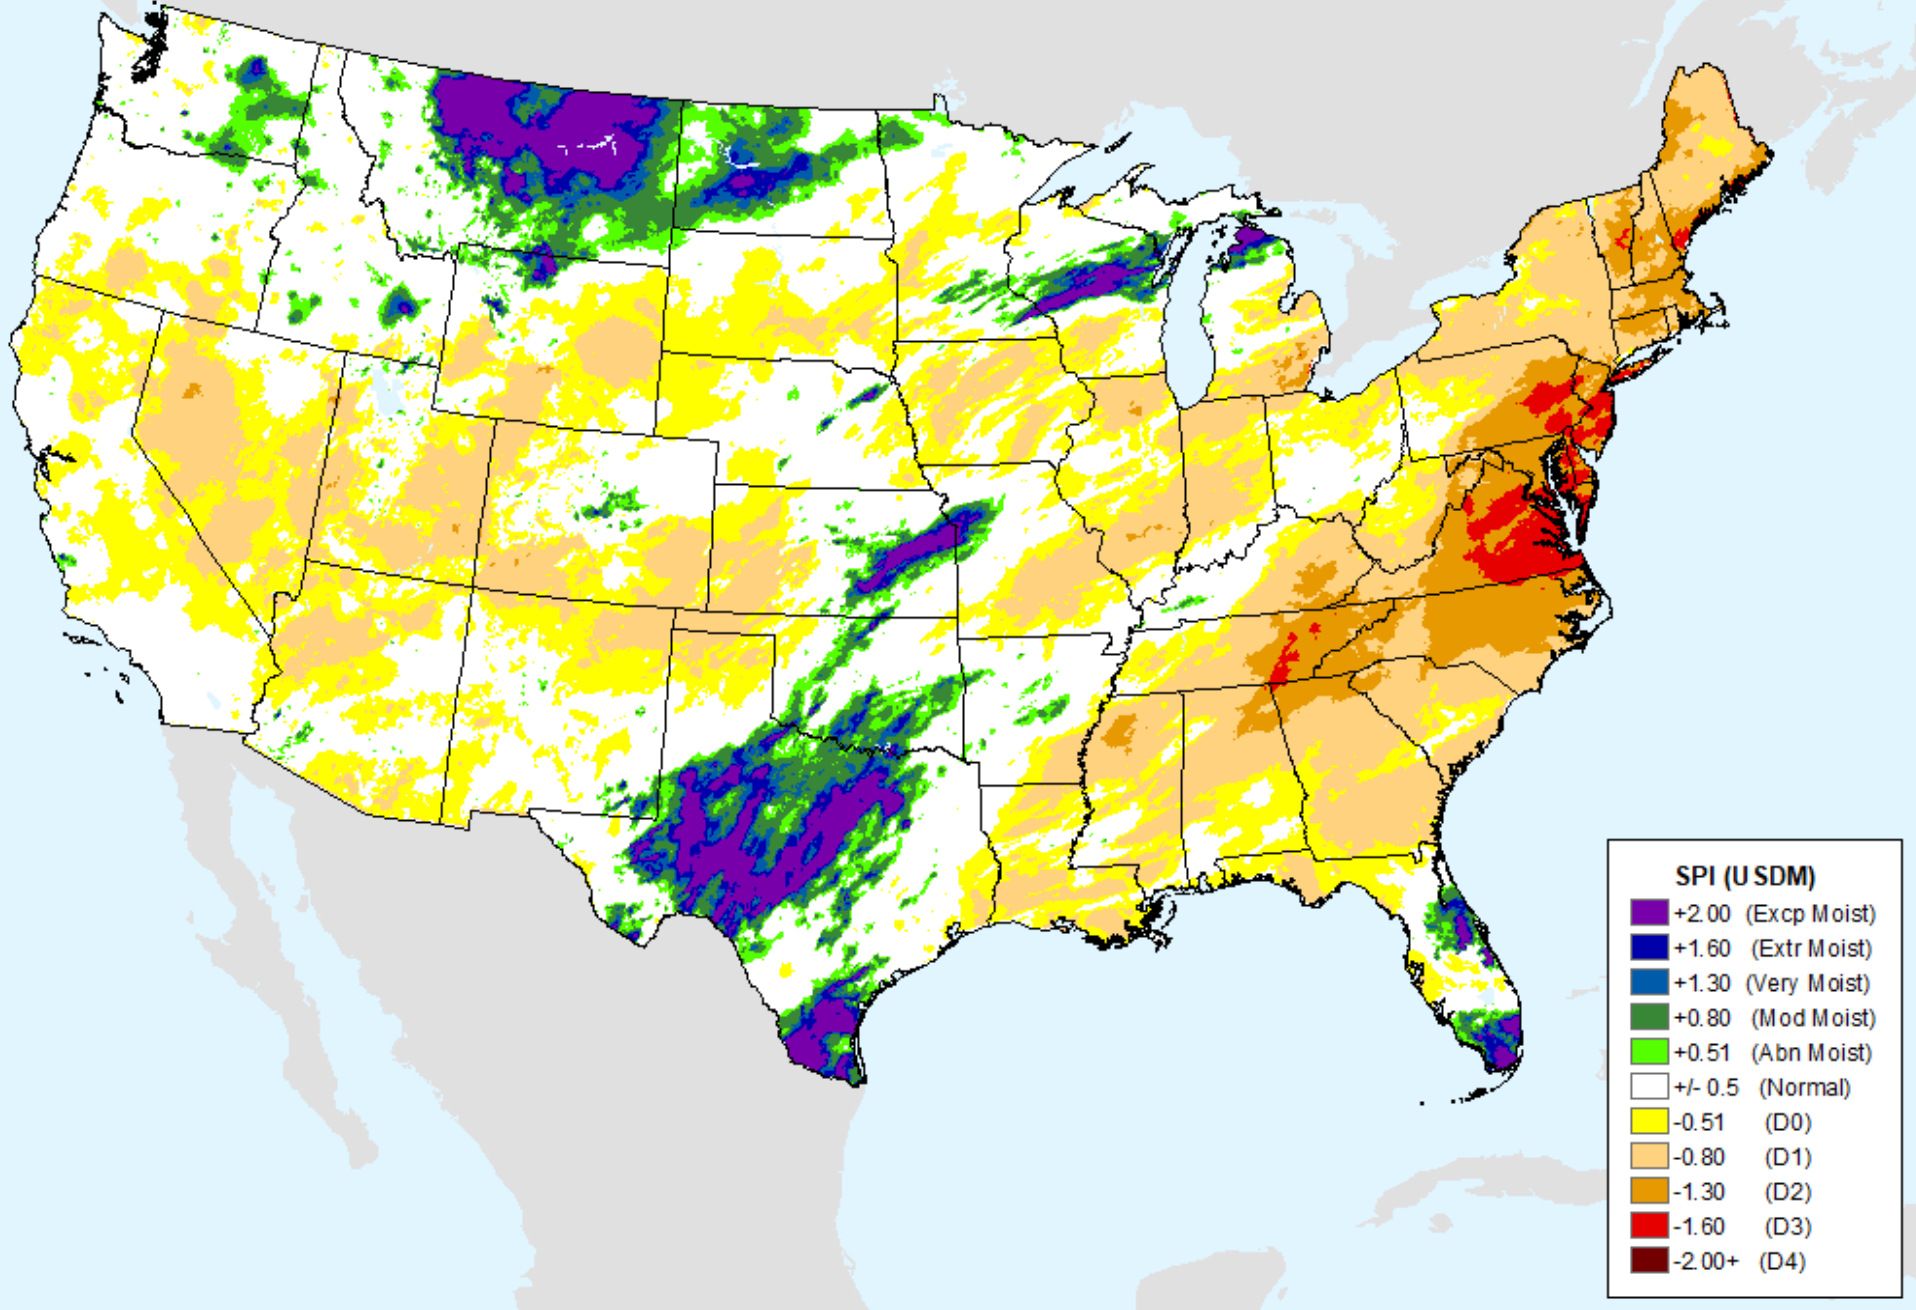 SPI (USDM)
+2.00 (Excp Moist)
+1.60 (Extr Moist)
+1.30 (Very Moist)
+0.80 (Mod Moist)
+0.51 (Abn Moist)
+/- 0.5 (Normal)
-0.51 (D0)
-0.80 (D1)
-1.30 (D2)
-1.60 (D3)
-2.00+ (D4)